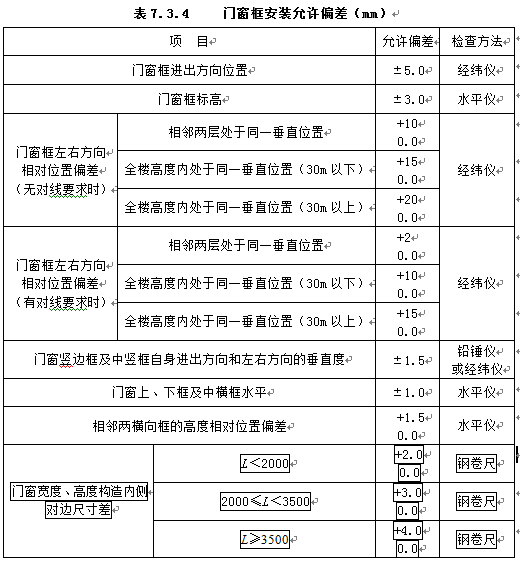 表7.3.4 门窗框安装允许偏差（mm）
项 目 允许偏差 检查方法
门窗框进出方向位置 ±5.0 经纬仪
门窗框标高 ±3.0 水平仪
门窗框左右方向
相对位置偏差
（无对线要求时）
相邻两层处于同一垂直位置 +10
0.0
全楼高度内处于同一垂直位置（30m以下） +15
0.0
全楼高度内处于同一垂直位置（30m以上） +20
0.0
经纬仪
门窗框左右方向
相对位置偏差
（有对线要求时）
相邻两层处于同一垂直位置 +2
0.0
全楼高度内处于同一垂直位置（30m以下） +10
0.0
全楼高度内处于同一垂直位置（30m以上） +15
0.0
经纬仪
门窗竖边框及中竖框自身进出方向和左右方向的垂直度 ±1.5 铅锤仪
或经纬仪
门窗上、下框及中横框水平 ±1.0 水平仪
相邻两横向框的高度相对位置偏差 +1.5
0.0
水平仪
门窗宽度、高度构造内侧
对边尺寸差
L＜2000 +2.0
0.0
钢卷尺
2000≤L＜3500 +3.0
0.0
钢卷尺
L≥3500 +4.0
0.0
钢卷尺